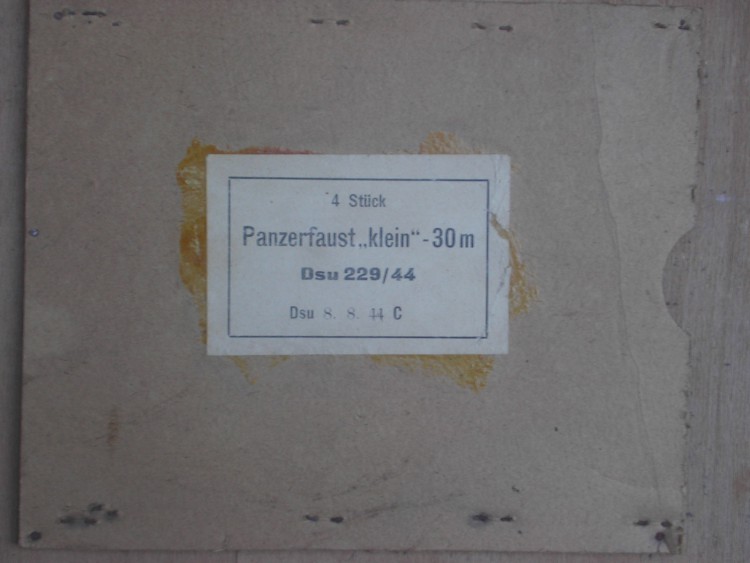 4 Stück
Panzerfaust „klein“ - 30 m
Dsu 229/44
Dsu 8. 8. 44 C